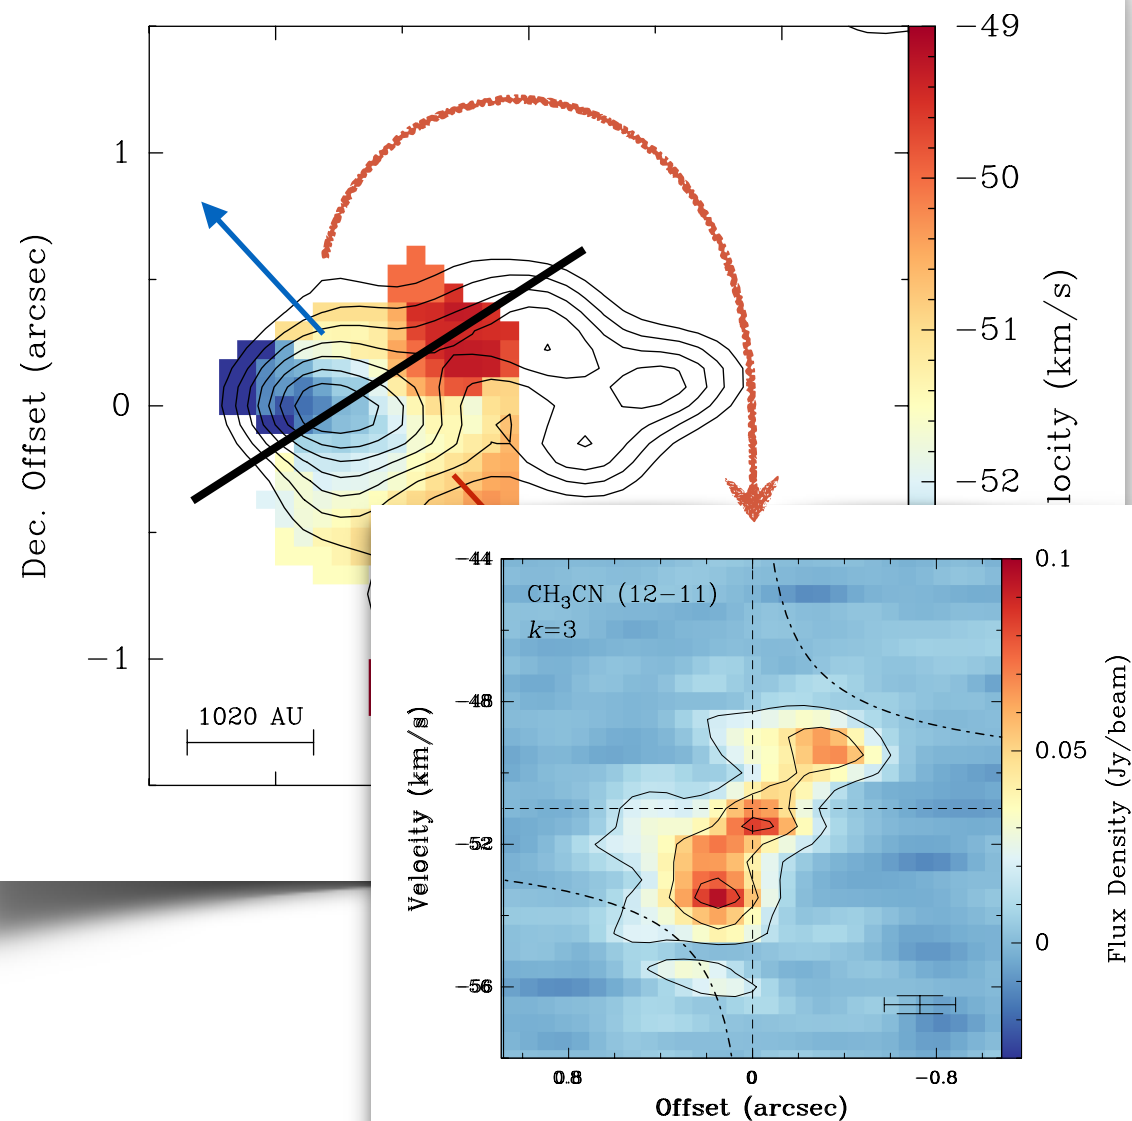 −49
1
−50
Dec. Offset (arcsec)
locity (km/s)
−51
0
−52
−1
1020 AU
CH₃CN (12−11)
k=3
−44
−48
−52
−56
Velocity (km/s)
0.8
0
−0.8
Offset (arcsec)
0.1
0.05
0
Flux Density (Jy/beam)